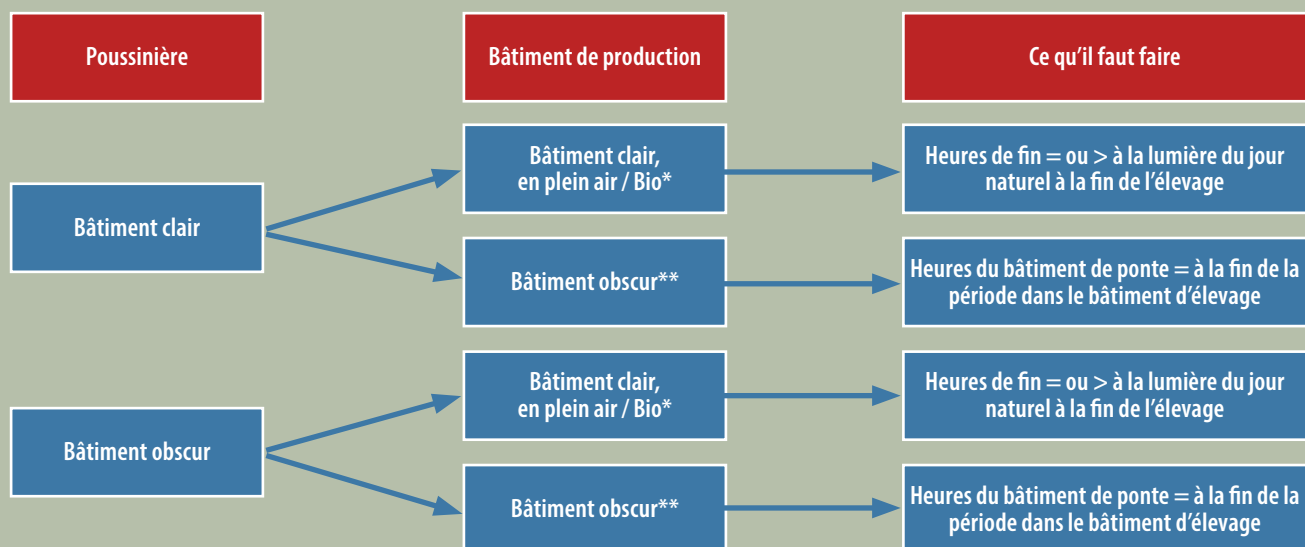 Poussinière
Bâtiment de production
Ce qu’il faut faire
Bâtiment clair
Bâtiment clair,
en plein air / Bio*
Heures de fin = ou > à la lumière du jour
naturel à la fin de l’élevage
Bâtiment obscur**
Heures du bâtiment de ponte = à la fin de la
période dans le bâtiment d’élevage
Bâtiment obscur
Bâtiment clair,
en plein air / Bio*
Heures de fin = ou > à la lumière du jour
naturel à la fin de l’élevage
Bâtiment obscur**
Heures du bâtiment de ponte = à la fin de la
période dans le bâtiment d’élevage